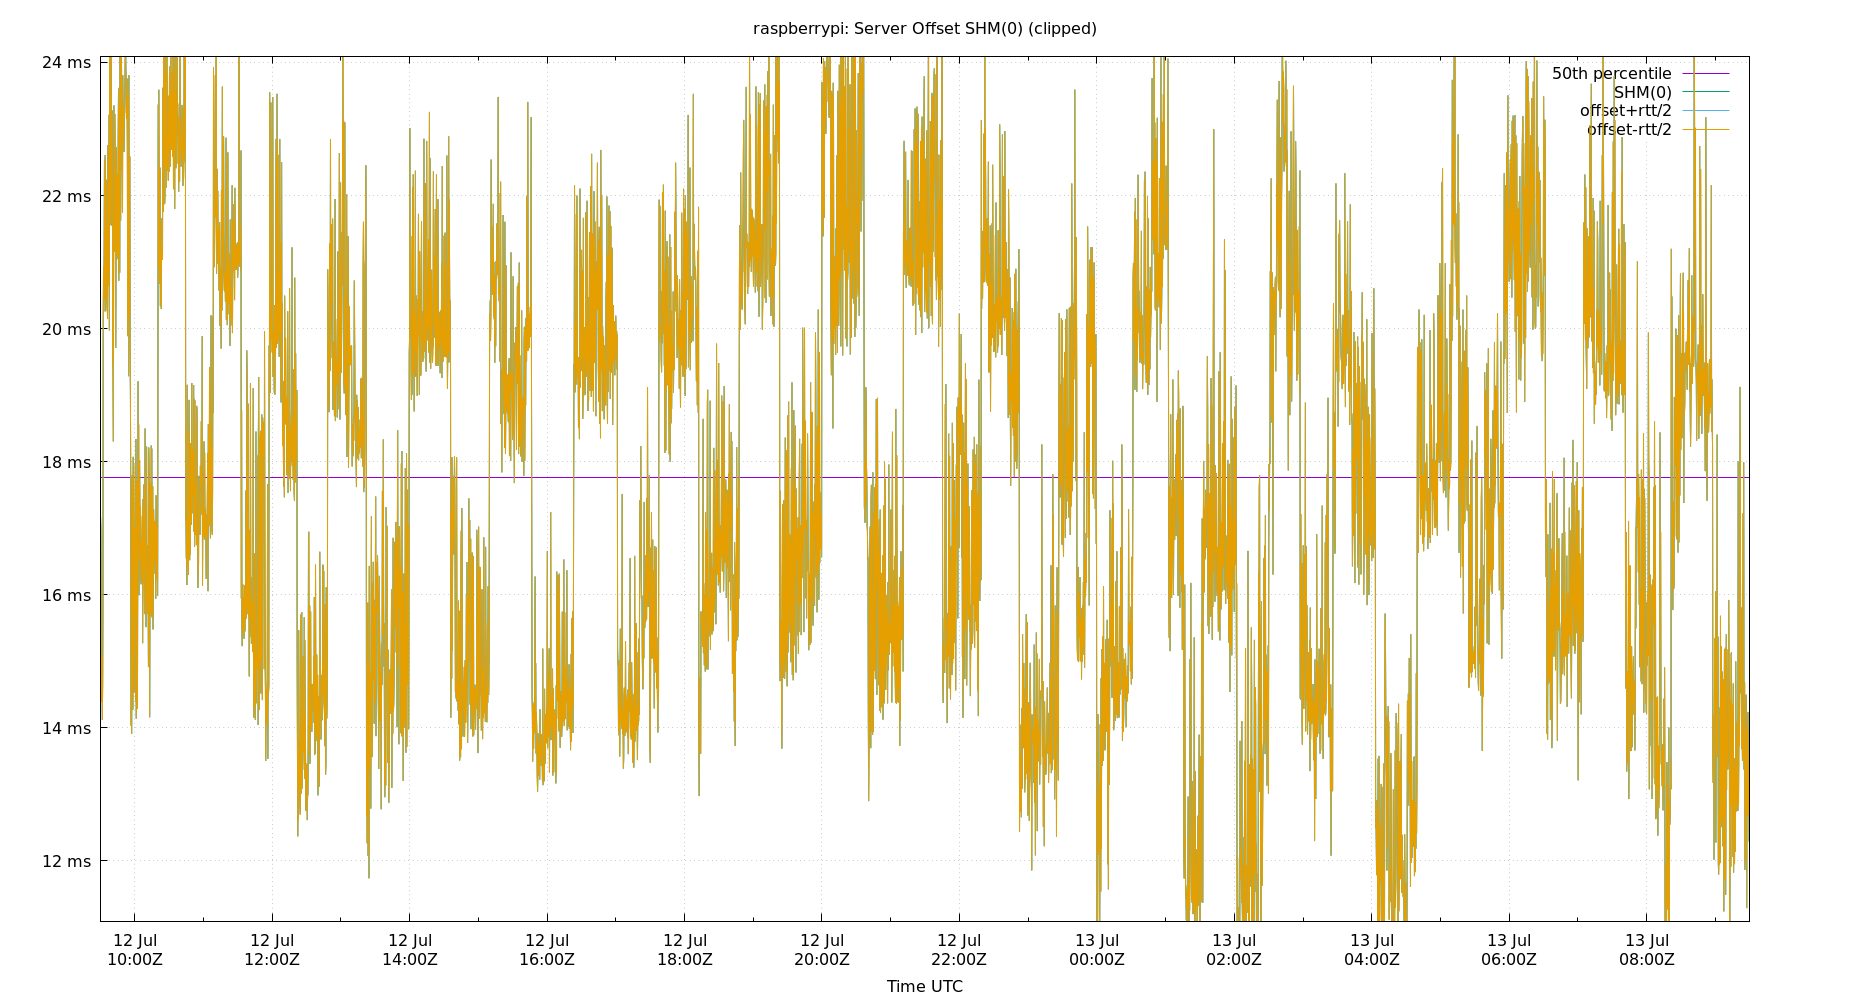 raspberrypi: Server Offset SHM(0) (clipped)
24 ms
22 ms
20 ms
18 ms
16 ms
14 ms
12 ms
50th percentile
SHM(0)
offset+rtt/2
offset-rtt/2
12 Jul 12 Jul 12 Jul 12 Jul 12 Jul 12 Jul 12 Jul 13 Jul 13 Jul 13 Jul 13 Jul 13 Jul
10:00Z 12:00Z 14:00Z 16:00Z 18:00Z 20:00Z 22:00Z 00:00Z 02:00Z 04:00Z 06:00Z 08:00Z
Time UTC